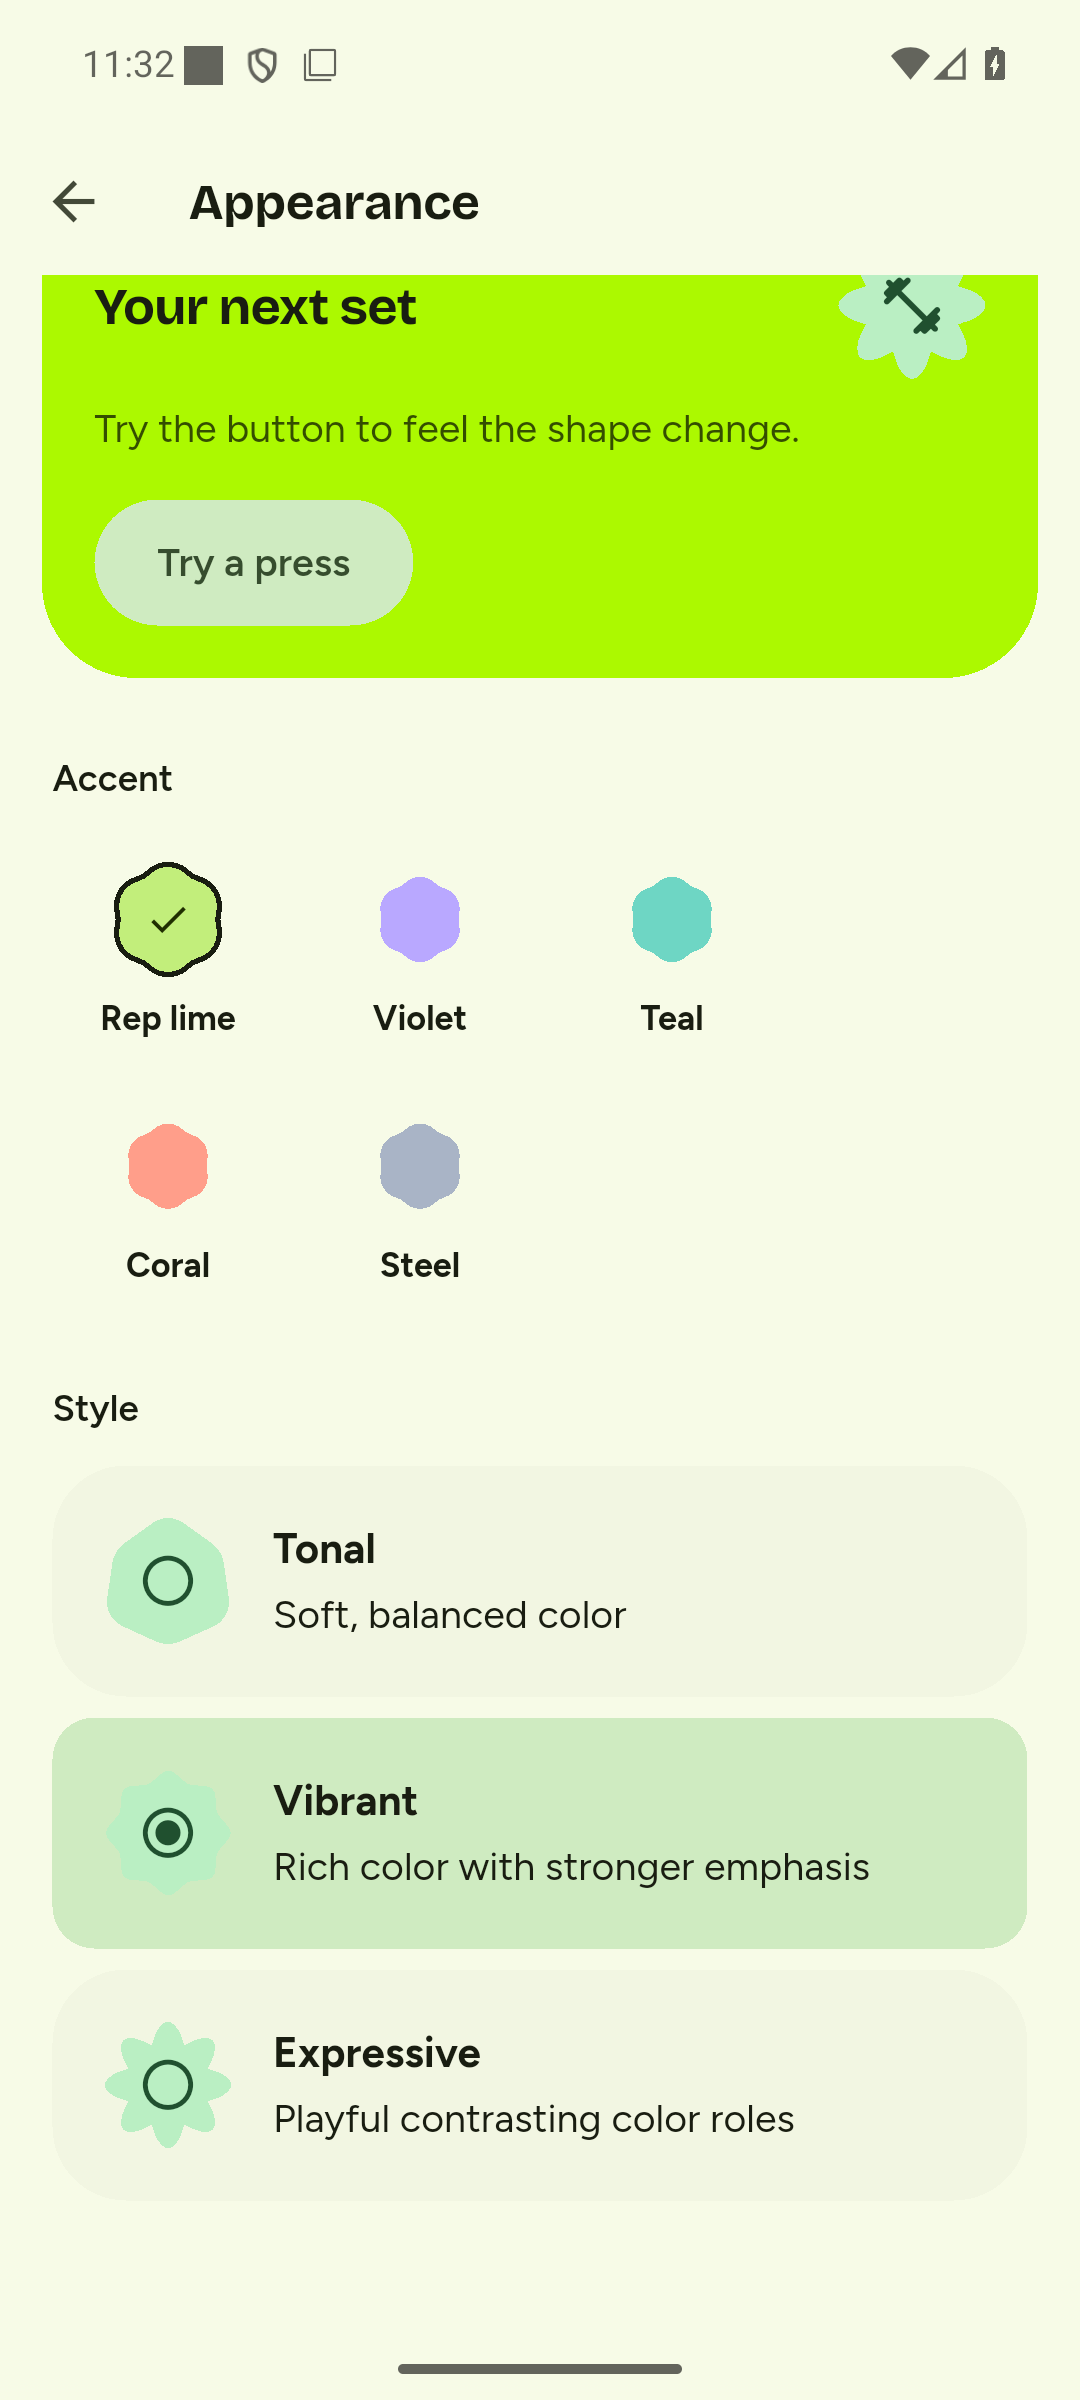 11:32
Appearance
Your next set
Try the button to feel the shape change.
Try a press
Accent
Rep lime
Violet
Teal
Coral
Steel
Style
Tonal
Soft, balanced color
Vibrant
Rich color with stronger emphasis
Expressive
Playful contrasting color roles